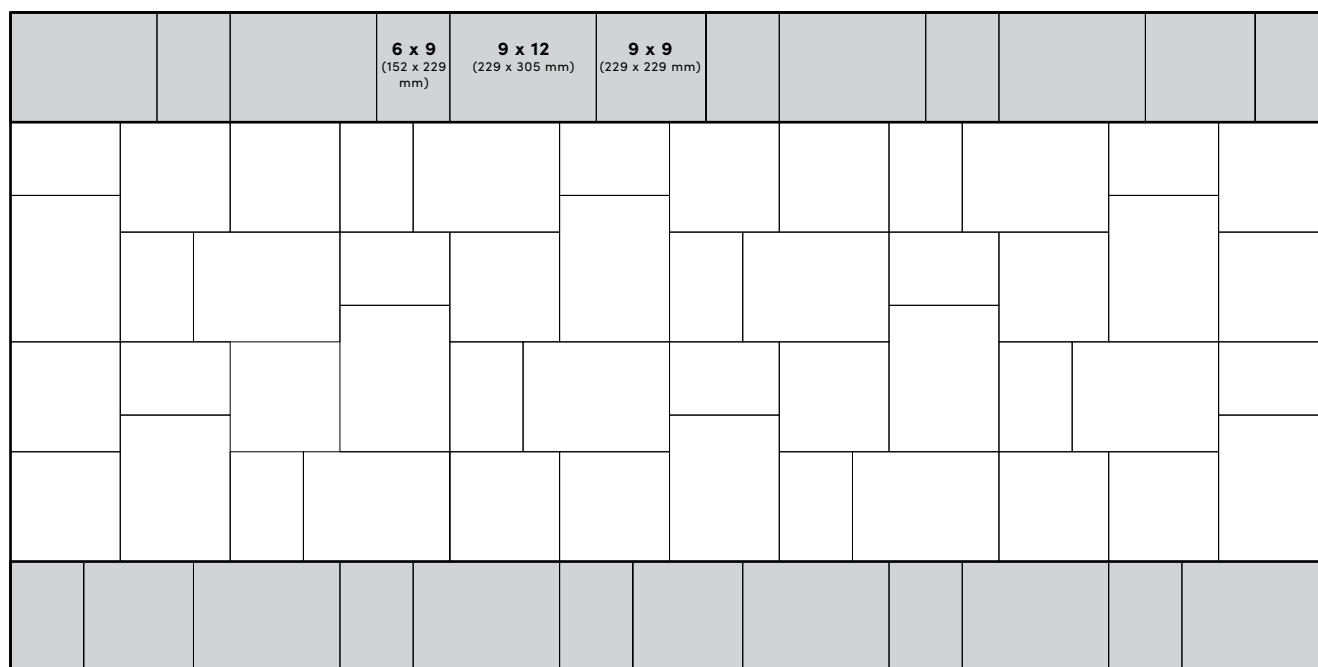 6 x 9
(152 x 229
mm)
9 x 12
(229 x 305 mm)
9 x 9
(229 x 229 mm)